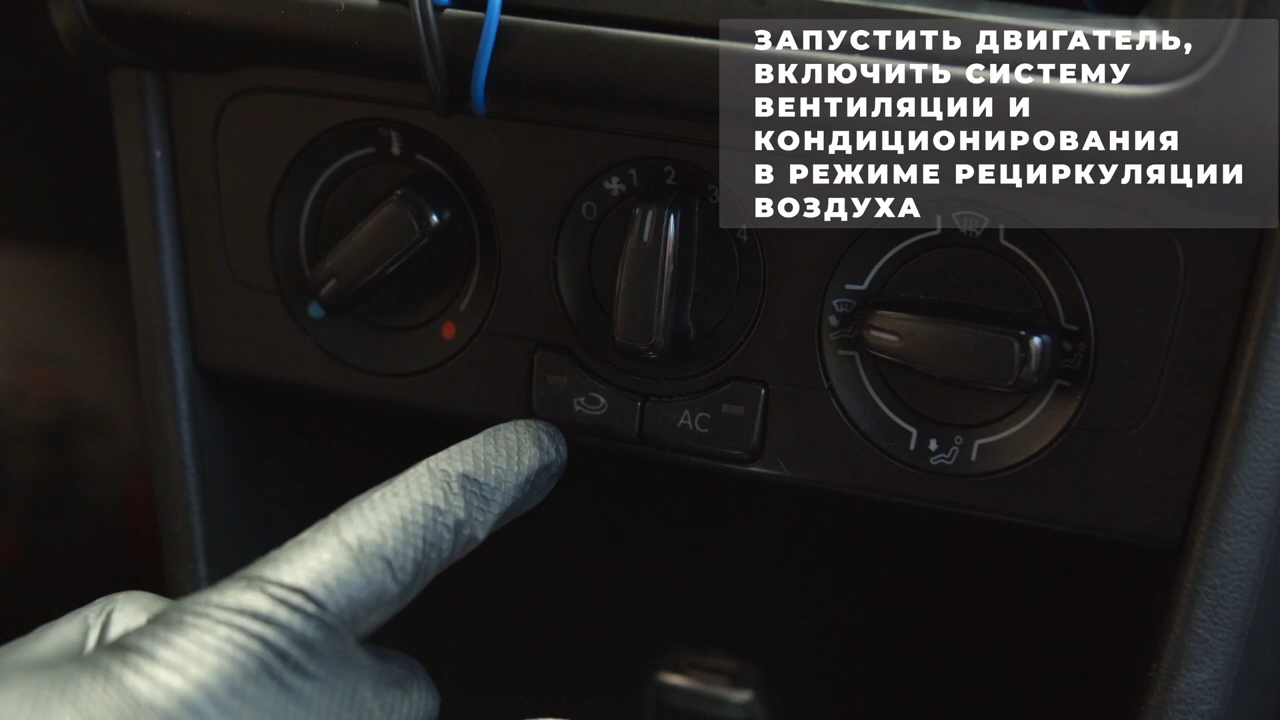 ЗАПУСТИТЬ ДВИГАТЕЛЬ,
ВКЛЮЧИТЬ СИСТЕМУ
ВЕНТИЛЯЦИИ И
КОНДИЦИОНИРОВАНИЯ
В РЕЖИМЕ РЕЦИРКУЛЯЦИИ
ВОЗДУХА
0 1 2 3 4
AC